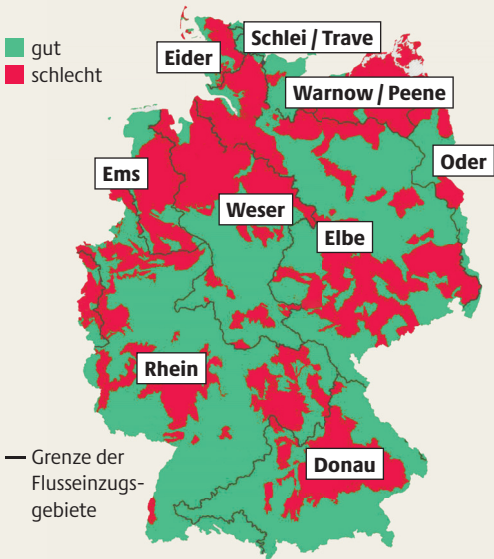 gut
schlecht
Schlei / Trave
Eider
Warnow / Peene
Oder
Ems
Weser
Elbe
Rhein
Donau
Grenze der
Flusseinzugs-
gebiete